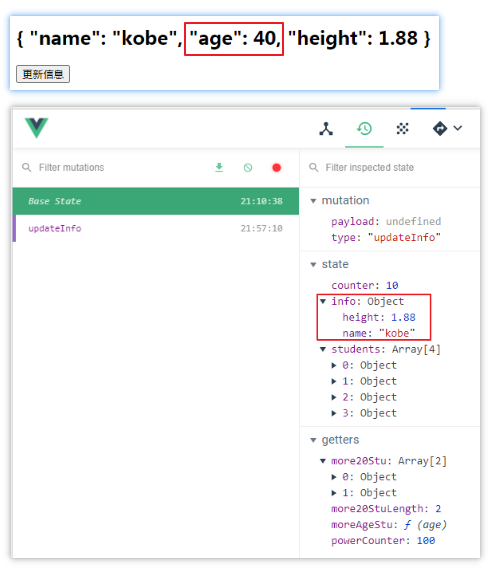 { "name": "kobe", "age": 40, "height": 1.88 }
更新信息
Filter mutations
Base State 21:10:38
updateInfo 21:57:10
Filter inspected state
mutation
payload: undefined
type: "updateInfo"
state
counter: 10
info: Object
height: 1.88
name: "kobe"
students: Array[4]
0: Object
1: Object
2: Object
3: Object
getters
more20Stu: Array[2]
0: Object
1: Object
more20StuLength: 2
moreAgeStu: ƒ (age)
powerCounter: 100